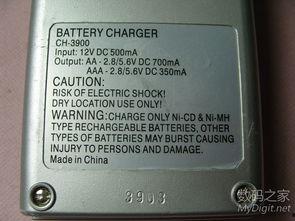 BATTERY CHARGER
CH-3900
Input: 12V DC 500mA
Output: AA - 2.8/5.6V DC 700mA
AAA - 2.8/5.6V DC 350mA
CAUTION:
RISK OF ELECTRIC SHOCK!
DRY LOCATION USE ONLY!
WARNING: CHARGE ONLY Ni-CD & Ni-MH
TYPE RECHARGEABLE BATTERIES, OTHER
TYPES OF BATTERIES MAY BURST CAUSING
INJURY TO PERSONS AND DAMAGE.
Made in China
3903
数码之家
MyDigit.net